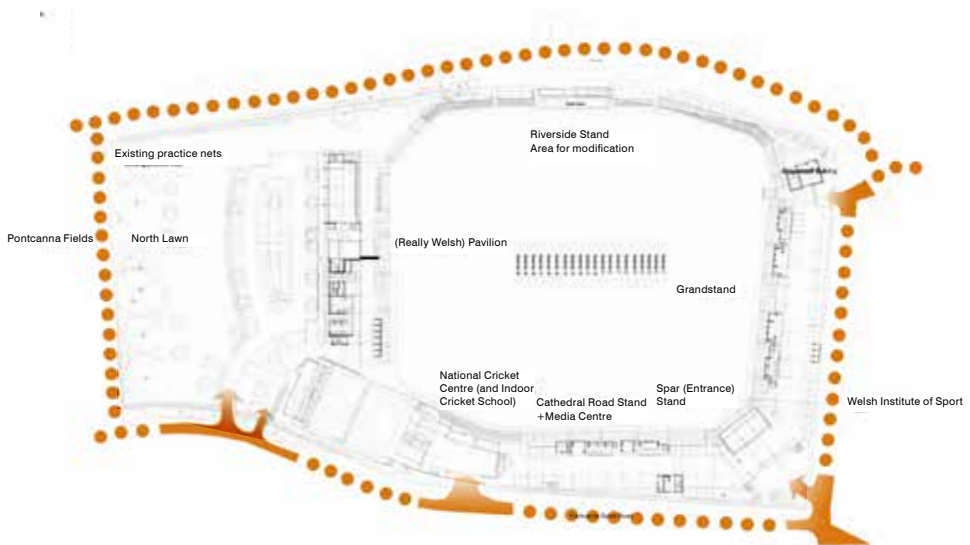 Riverside Stand
Area for modification
Existing practice nets
Pontcanna Fields
North Lawn
(Really Welsh) Pavilion
Grandstand
National Cricket
Centre (and Indoor
Cricket School)
Cathedral Road Stand
+Media Centre
Spar (Entrance)
Stand
Welsh Institute of Sport